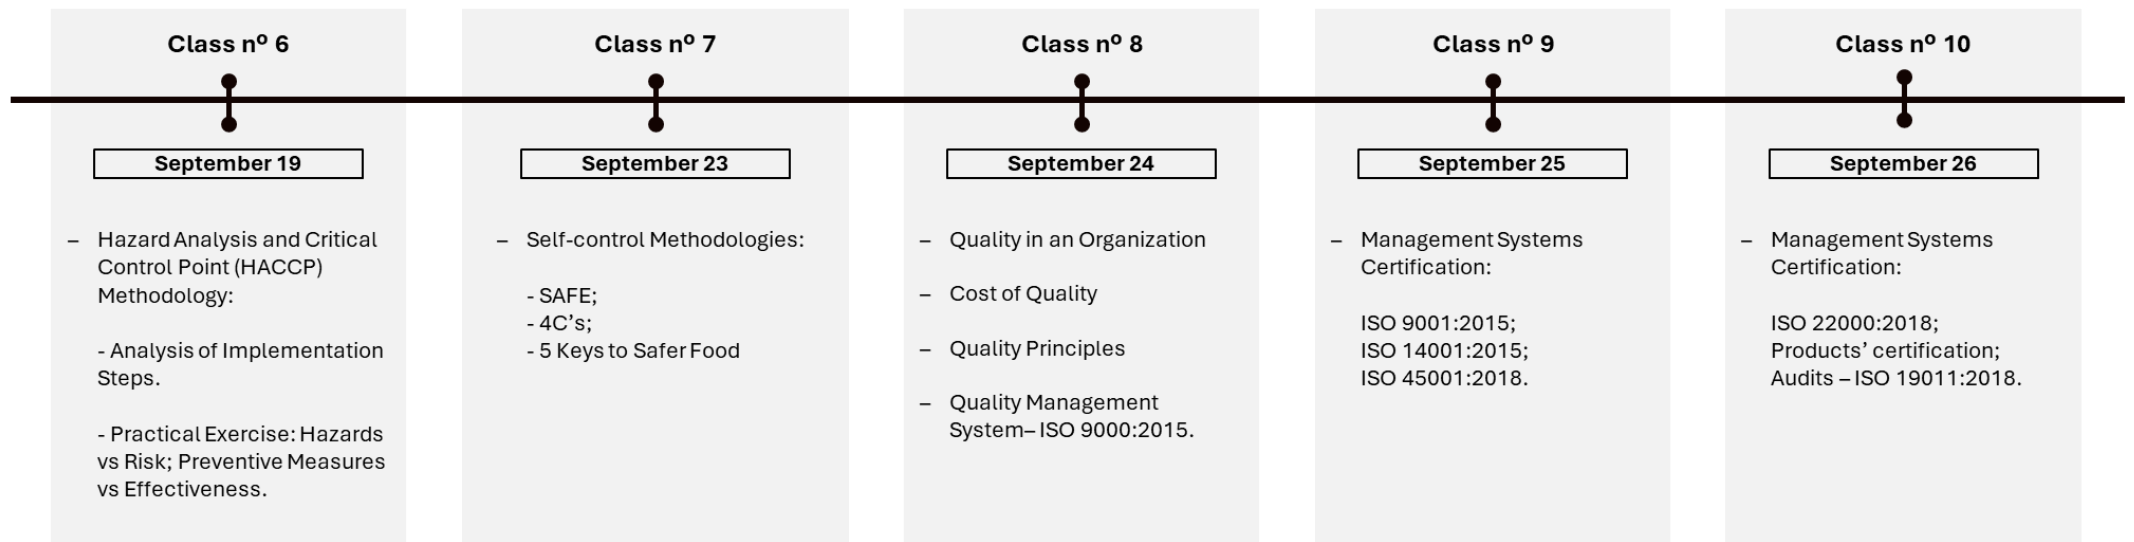 Class nº 6
September 19
– Hazard Analysis and Critical
Control Point (HACCP)
Methodology:
- Analysis of Implementation
Steps.
- Practical Exercise: Hazards
vs Risk; Preventive Measures
vs Effectiveness.
Class nº 7
September 23
– Self-control Methodologies:
- SAFE;
- 4C’s;
- 5 Keys to Safer Food
Class nº 8
September 24
– Quality in an Organization
– Cost of Quality
– Quality Principles
– Quality Management
System– ISO 9000:2015.
Class nº 9
September 25
– Management Systems
Certification:
ISO 9001:2015;
ISO 14001:2015;
ISO 45001:2018.
Class nº 10
September 26
– Management Systems
Certification:
ISO 22000:2018;
Products’ certification;
Audits – ISO 19011:2018.